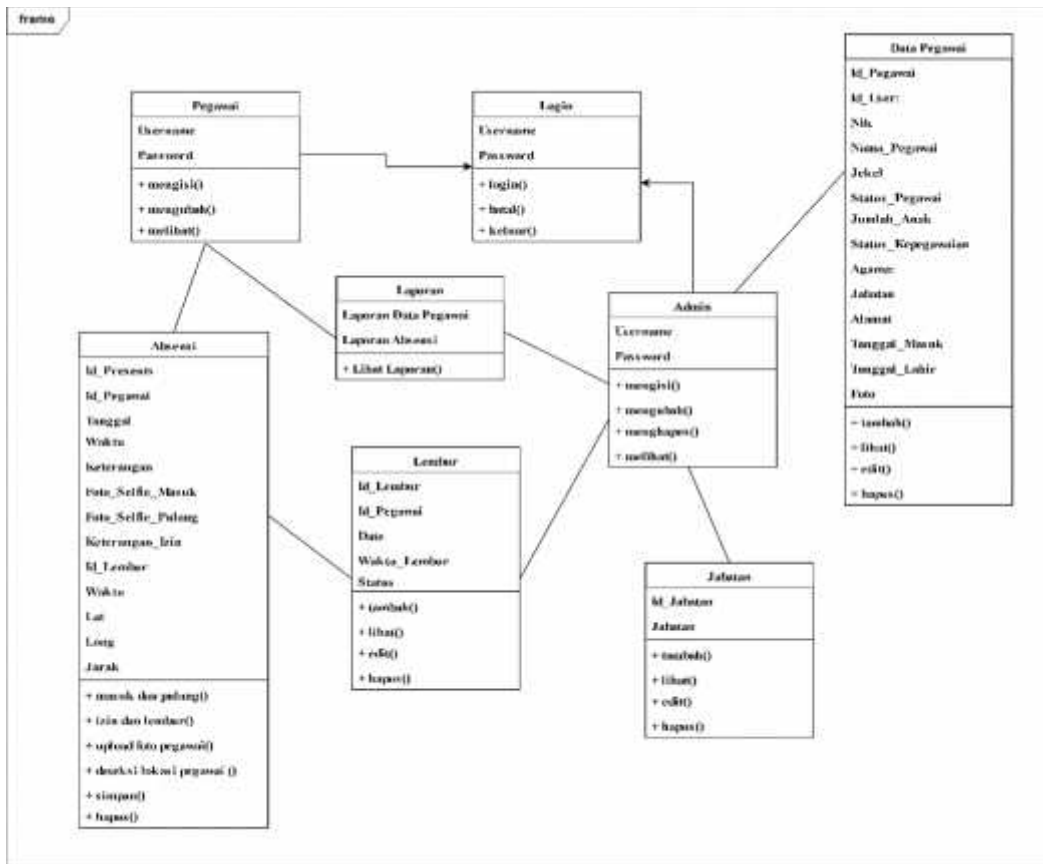 frame
Pegawai
Username
Password
+ mengisi()
+ mengubah()
+ melihat()
Login
Username
Password
+ login()
+ batal()
+ keluar()
Data Pegawai
Id_Pegawai
Id_User
Nik
Nama_Pegawai
Jekel
Status_Pegawai
Jumlah_Anak
Status_Kepegawaian
Agama
Jabatan
Alamat
Tanggal_Masuk
Tanggal_Lahir
Foto
+ tambah()
+ lihat()
+ edit()
+ hapus()
Laporan
Laporan Data Pegawai
Laporan Absensi
+ Lihat Laporan()
Admin
Username
Password
+ mengisi()
+ mengubah()
+ menghapus()
+ melihat()
Absensi
Id_Presents
Id_Pegawai
Tanggal
Waktu
Keterangan
Foto_Selfie_Masuk
Foto_Selfie_Pulang
Keterangan_Izin
Id_Lembur
Waktu
Lat
Long
Jarak
+ masuk dan pulang()
+ izin dan lembur()
+ upload foto pegawai()
+ deteksi lokasi pegawai ()
+ simpan()
+ hapus()
Lembur
Id_Lembur
Id_Pegawai
Date
Waktu_Lembur
Status
+ tambah()
+ lihat()
+ edit()
+ hapus()
Jabatan
Id_Jabatan
Jabatan
+ tambah()
+ lihat()
+ edit()
+ hapus()